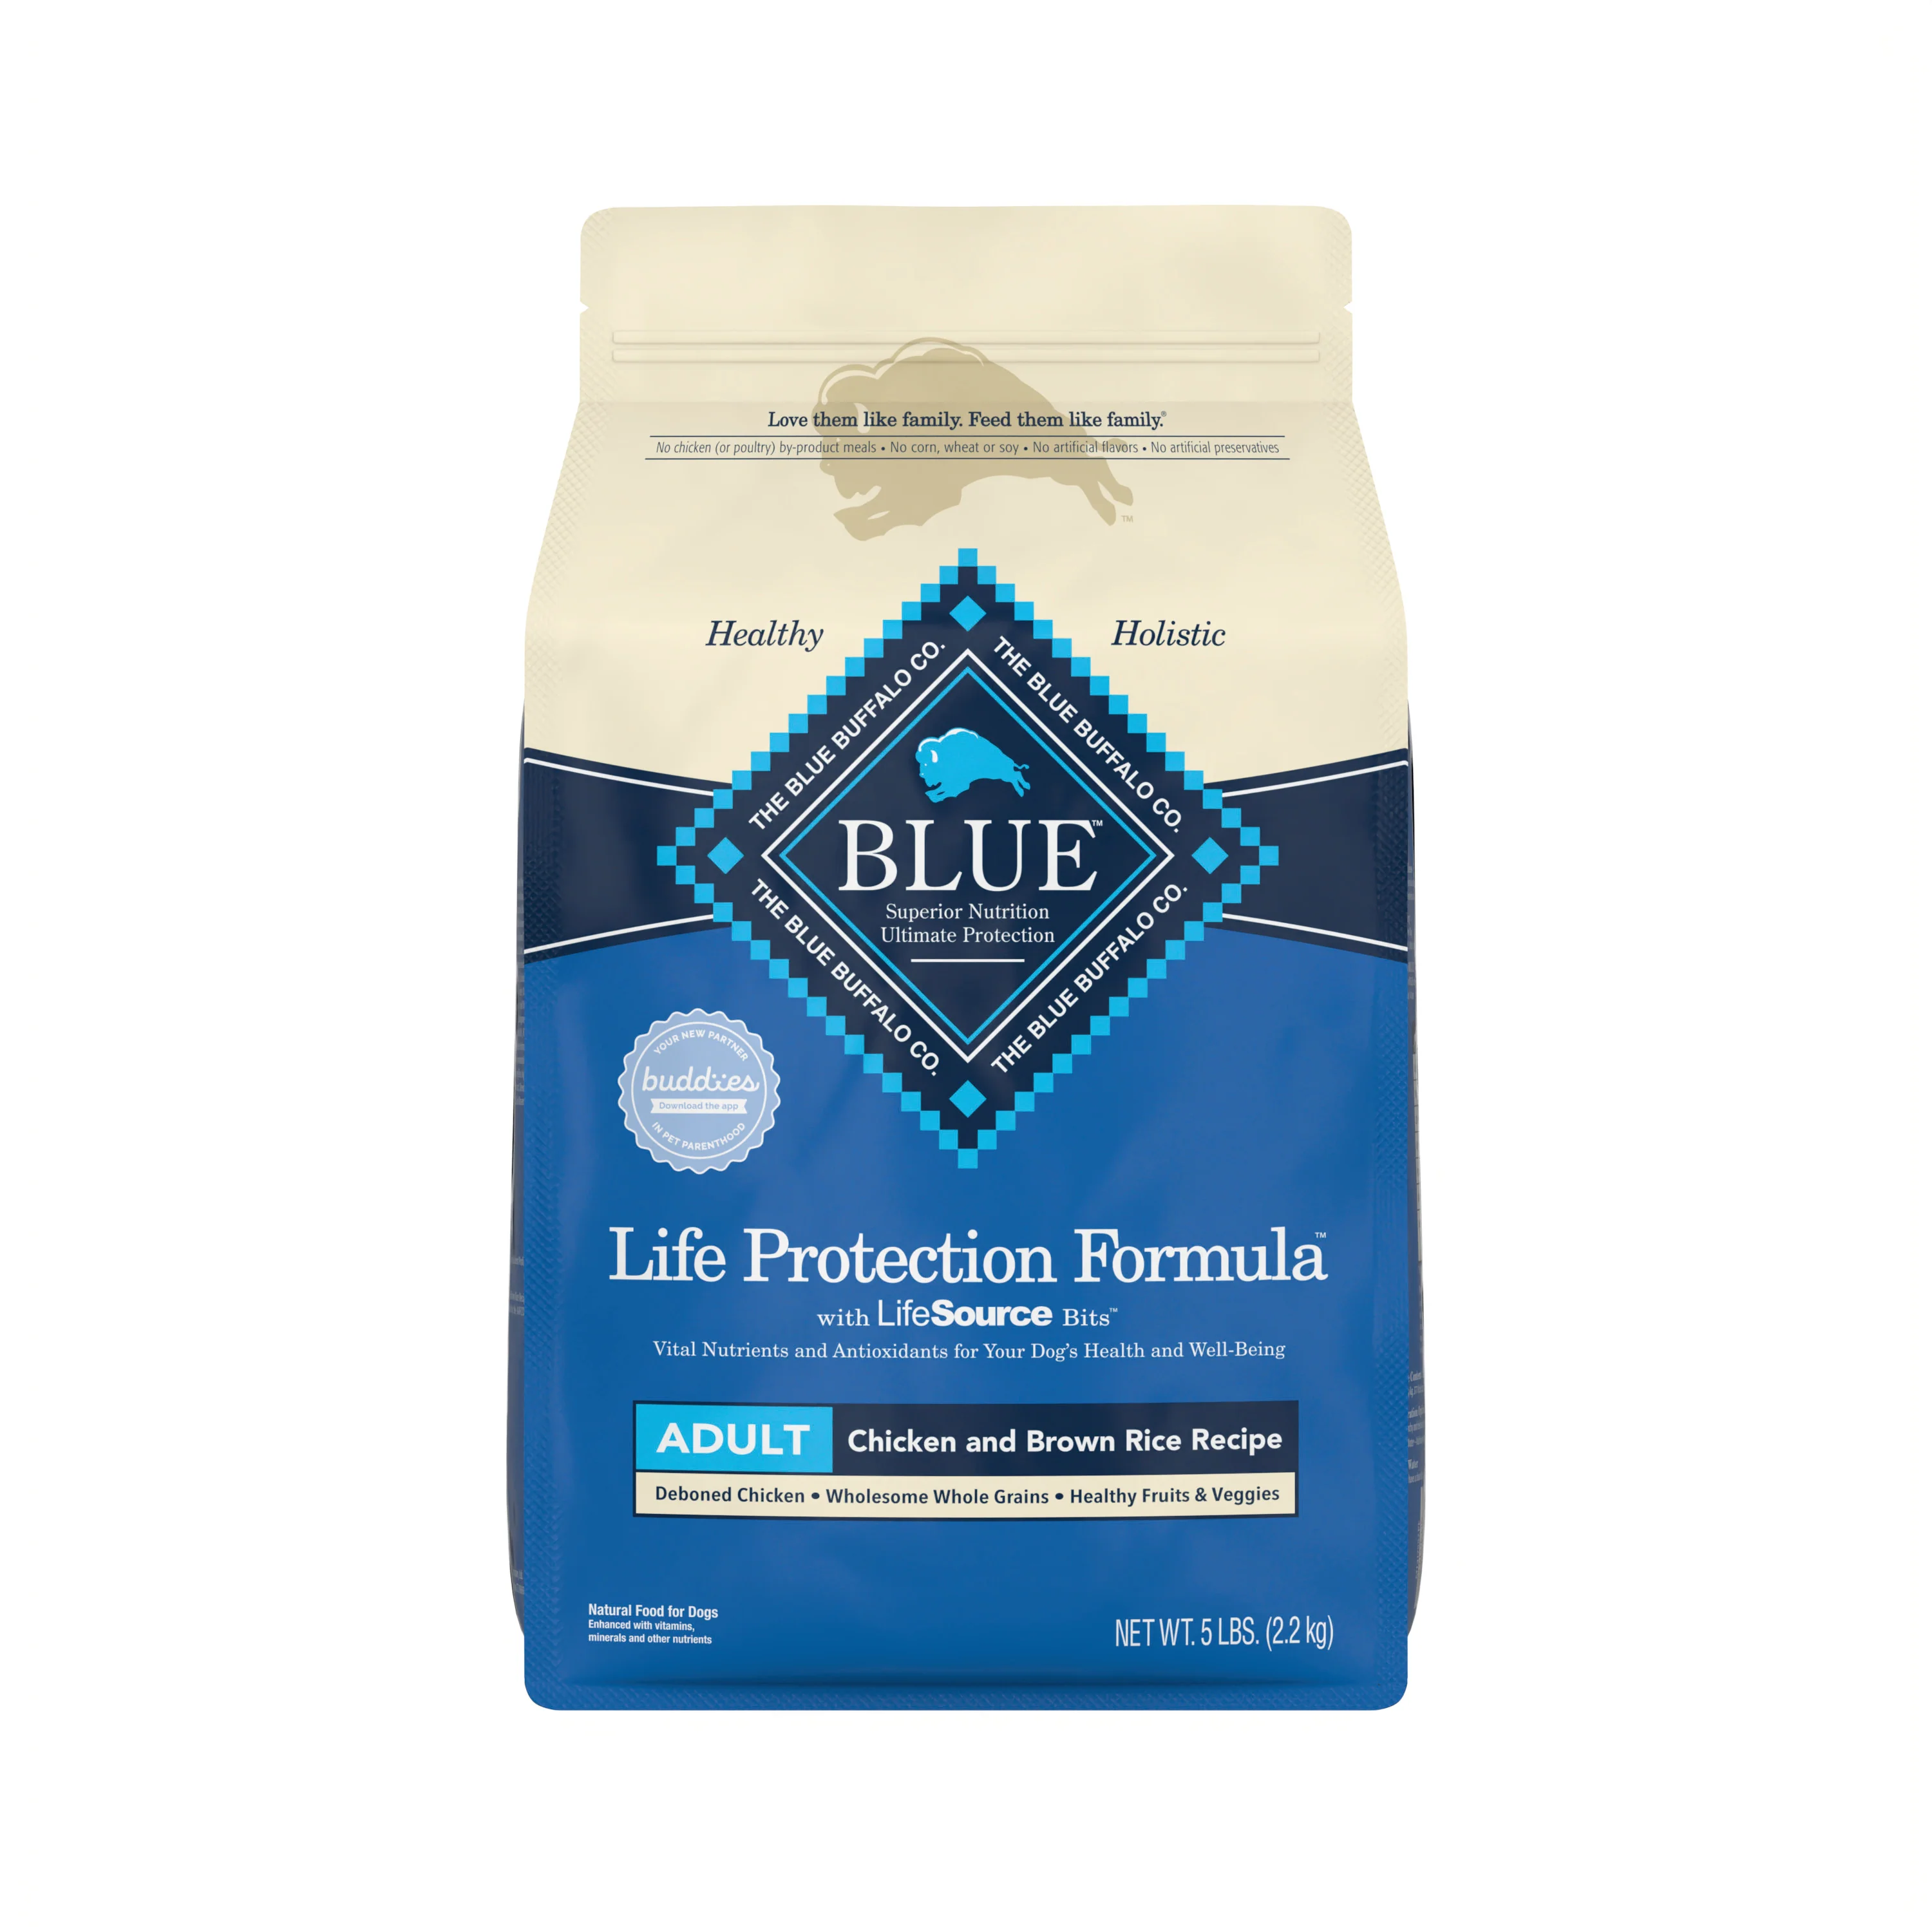 Love them like family. Feed them like family.®
No chicken (or poultry) by-product meals • No corn, wheat or soy • No artificial flavors • No artificial preservatives
TM
Healthy
Holistic
THE BLUE BUFFALO CO.
THE BLUE BUFFALO CO.
BLUE™
Superior Nutrition
Ultimate Protection
THE BLUE BUFFALO CO.
THE BLUE BUFFALO CO.
YOUR NEW PARTNER
buddies
Download the app
IN PET PARENTHOOD
Life Protection Formula™
with LifeSource Bits™
Vital Nutrients and Antioxidants for Your Dog's Health and Well-Being
ADULT Chicken and Brown Rice Recipe
Deboned Chicken • Wholesome Whole Grains • Healthy Fruits & Veggies
Natural Food for Dogs
Enhanced with vitamins,
minerals and other nutrients
NET WT. 5 LBS. (2.2 kg)